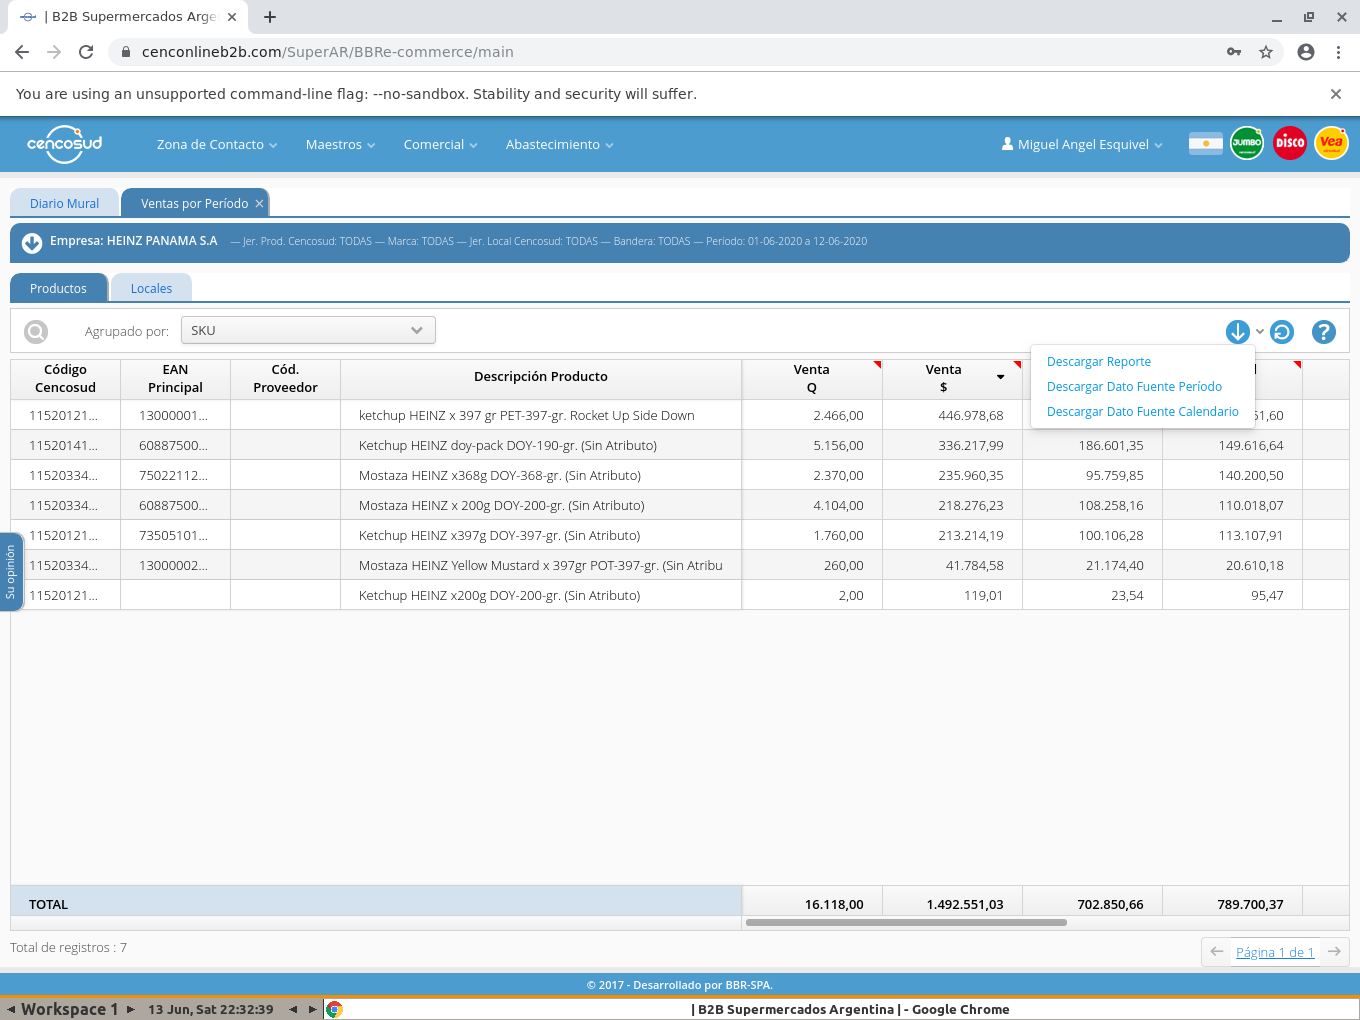 | B2B Supermercados Arge
cenconlineb2b.com/SuperAR/BBRe-commerce/main
You are using an unsupported command-line flag: --no-sandbox. Stability and security will suffer.
cencosud
Zona de Contacto
Maestros
Comercial
Abastecimiento
Miguel Angel Esquivel
JUMBO
DISCO
Vea
Diario Mural
Ventas por Período
Empresa: HEINZ PANAMA S.A — Jer. Prod. Cencosud: TODAS — Marca: TODAS — Jer. Local Cencosud: TODAS — Bandera: TODAS — Período: 01-06-2020 a 12-06-2020
Productos
Locales
Agrupado por: SKU
Descargar Reporte
Descargar Dato Fuente Período
Descargar Dato Fuente Calendario
Código Cencosud EAN Principal Cód. Proveedor Descripción Producto Venta Q Venta $
11520121... 13000001... ketchup HEINZ x 397 gr PET-397-gr. Rocket Up Side Down 2.466,00 446.978,68 51,60
11520141... 60887500... Ketchup HEINZ doy-pack DOY-190-gr. (Sin Atributo) 5.156,00 336.217,99 186.601,35 149.616,64
11520334... 75022112... Mostaza HEINZ x368g DOY-368-gr. (Sin Atributo) 2.370,00 235.960,35 95.759,85 140.200,50
11520334... 60887500... Mostaza HEINZ x 200g DOY-200-gr. (Sin Atributo) 4.104,00 218.276,23 108.258,16 110.018,07
11520121... 73505101... Ketchup HEINZ x397g DOY-397-gr. (Sin Atributo) 1.760,00 213.214,19 100.106,28 113.107,91
11520334... 13000002... Mostaza HEINZ Yellow Mustard x 397gr POT-397-gr. (Sin Atribu 260,00 41.784,58 21.174,40 20.610,18
11520121... Ketchup HEINZ x200g DOY-200-gr. (Sin Atributo) 2,00 119,01 23,54 95,47
Su opinión
TOTAL 16.118,00 1.492.551,03 702.850,66 789.700,37
Total de registros : 7
Página 1 de 1
© 2017 - Desarrollado por BBR-SPA.
Workspace 1
13 Jun, Sat 22:32:39
| B2B Supermercados Argentina | - Google Chrome